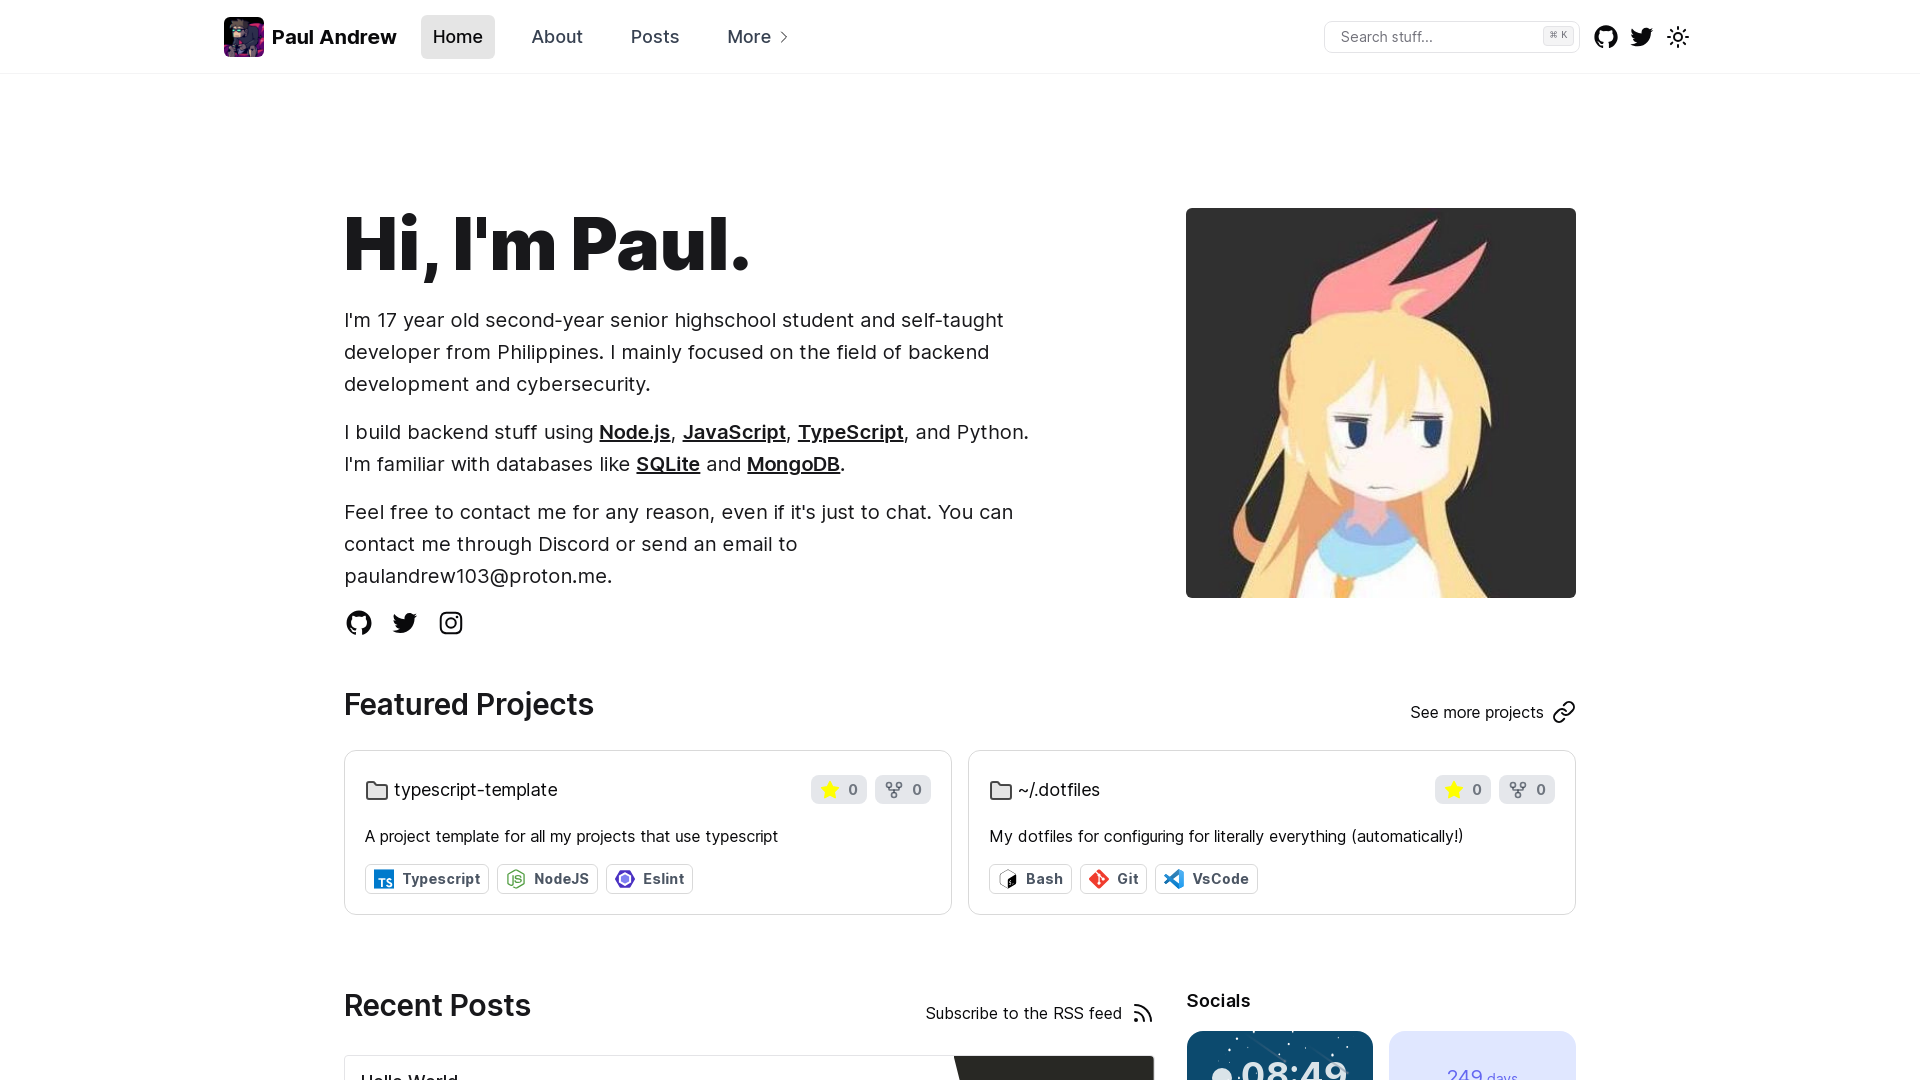 Paul Andrew
Home
About
Posts
More
Search stuff...
⌘ K
Hi, I'm Paul.
I'm 17 year old second-year senior highschool student and self-taught
developer from Philippines. I mainly focused on the field of backend
development and cybersecurity.
I build backend stuff using Node.js, JavaScript, TypeScript, and Python.
I'm familiar with databases like SQLite and MongoDB.
Feel free to contact me for any reason, even if it's just to chat. You can
contact me through Discord or send an email to
paulandrew103@proton.me.
Featured Projects
See more projects
typescript-template
0
0
A project template for all my projects that use typescript
TS Typescript
JS NodeJS
Eslint
~/.dotfiles
0
0
My dotfiles for configuring for literally everything (automatically!)
Bash
Git
VsCode
Recent Posts
Subscribe to the RSS feed
Hello World
Socials
08:49
249 days